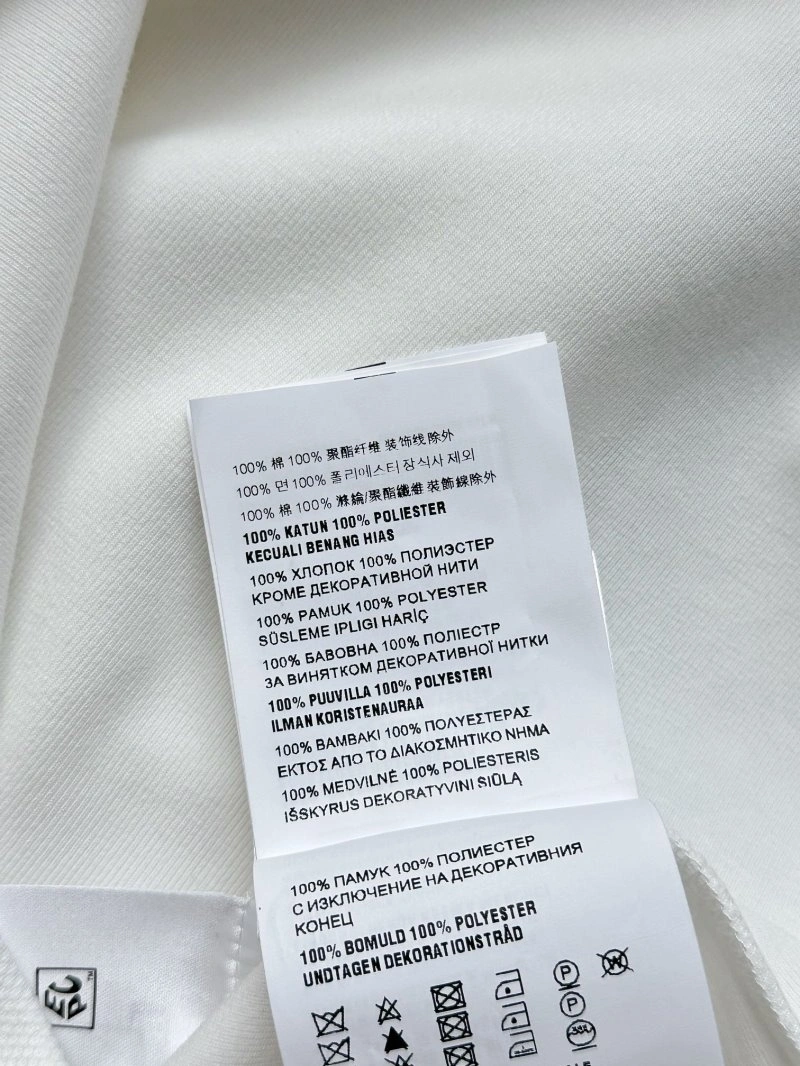 100% 棉 100% 聚酯纤维 装饰线除外
100% 면 100% 폴리에스터 장식사 제외
100% 棉 100% 滌綸/聚酯纖維 裝飾線除外
100% KATUN 100% POLIESTER
KECUALI BENANG HIAS
100% ХЛОПОК 100% ПОЛИЭСТЕР
КРОМЕ ДЕКОРАТИВНОЙ НИТИ
100% PAMUK 100% POLYESTER
SÜSLEME IPLIGI HARİÇ
100% БАВОВНА 100% ПОЛІЕСТР
ЗА ВИНЯТКОМ ДЕКОРАТИВНОЇ НИТКИ
100% PUUVILLA 100% POLYESTERI
ILMAN KORISTENAURAA
100% ΒΑΜΒΑΚΙ 100% ΠΟΛΥΕΣΤΕΡΑΣ
ΕΚΤΟΣ ΑΠΟ ΤΟ ΔΙΑΚΟΣΜΗΤΙΚΟ ΝΗΜΑ
100% MEDVILNĖ 100% POLIESTERIS
IŠSKYRUS DEKORATYVINI SIŪLĄ
100% ПАМУК 100% ПОЛИЕСТЕР
С ИЗКЛЮЧЕНИЕ НА ДЕКОРАТИВНИЯ
КОНЕЦ
100% BOMULD 100% POLYESTER
UNDTAGEN DEKORATIONSTRÅD
P
W
P
EC
PC
TM